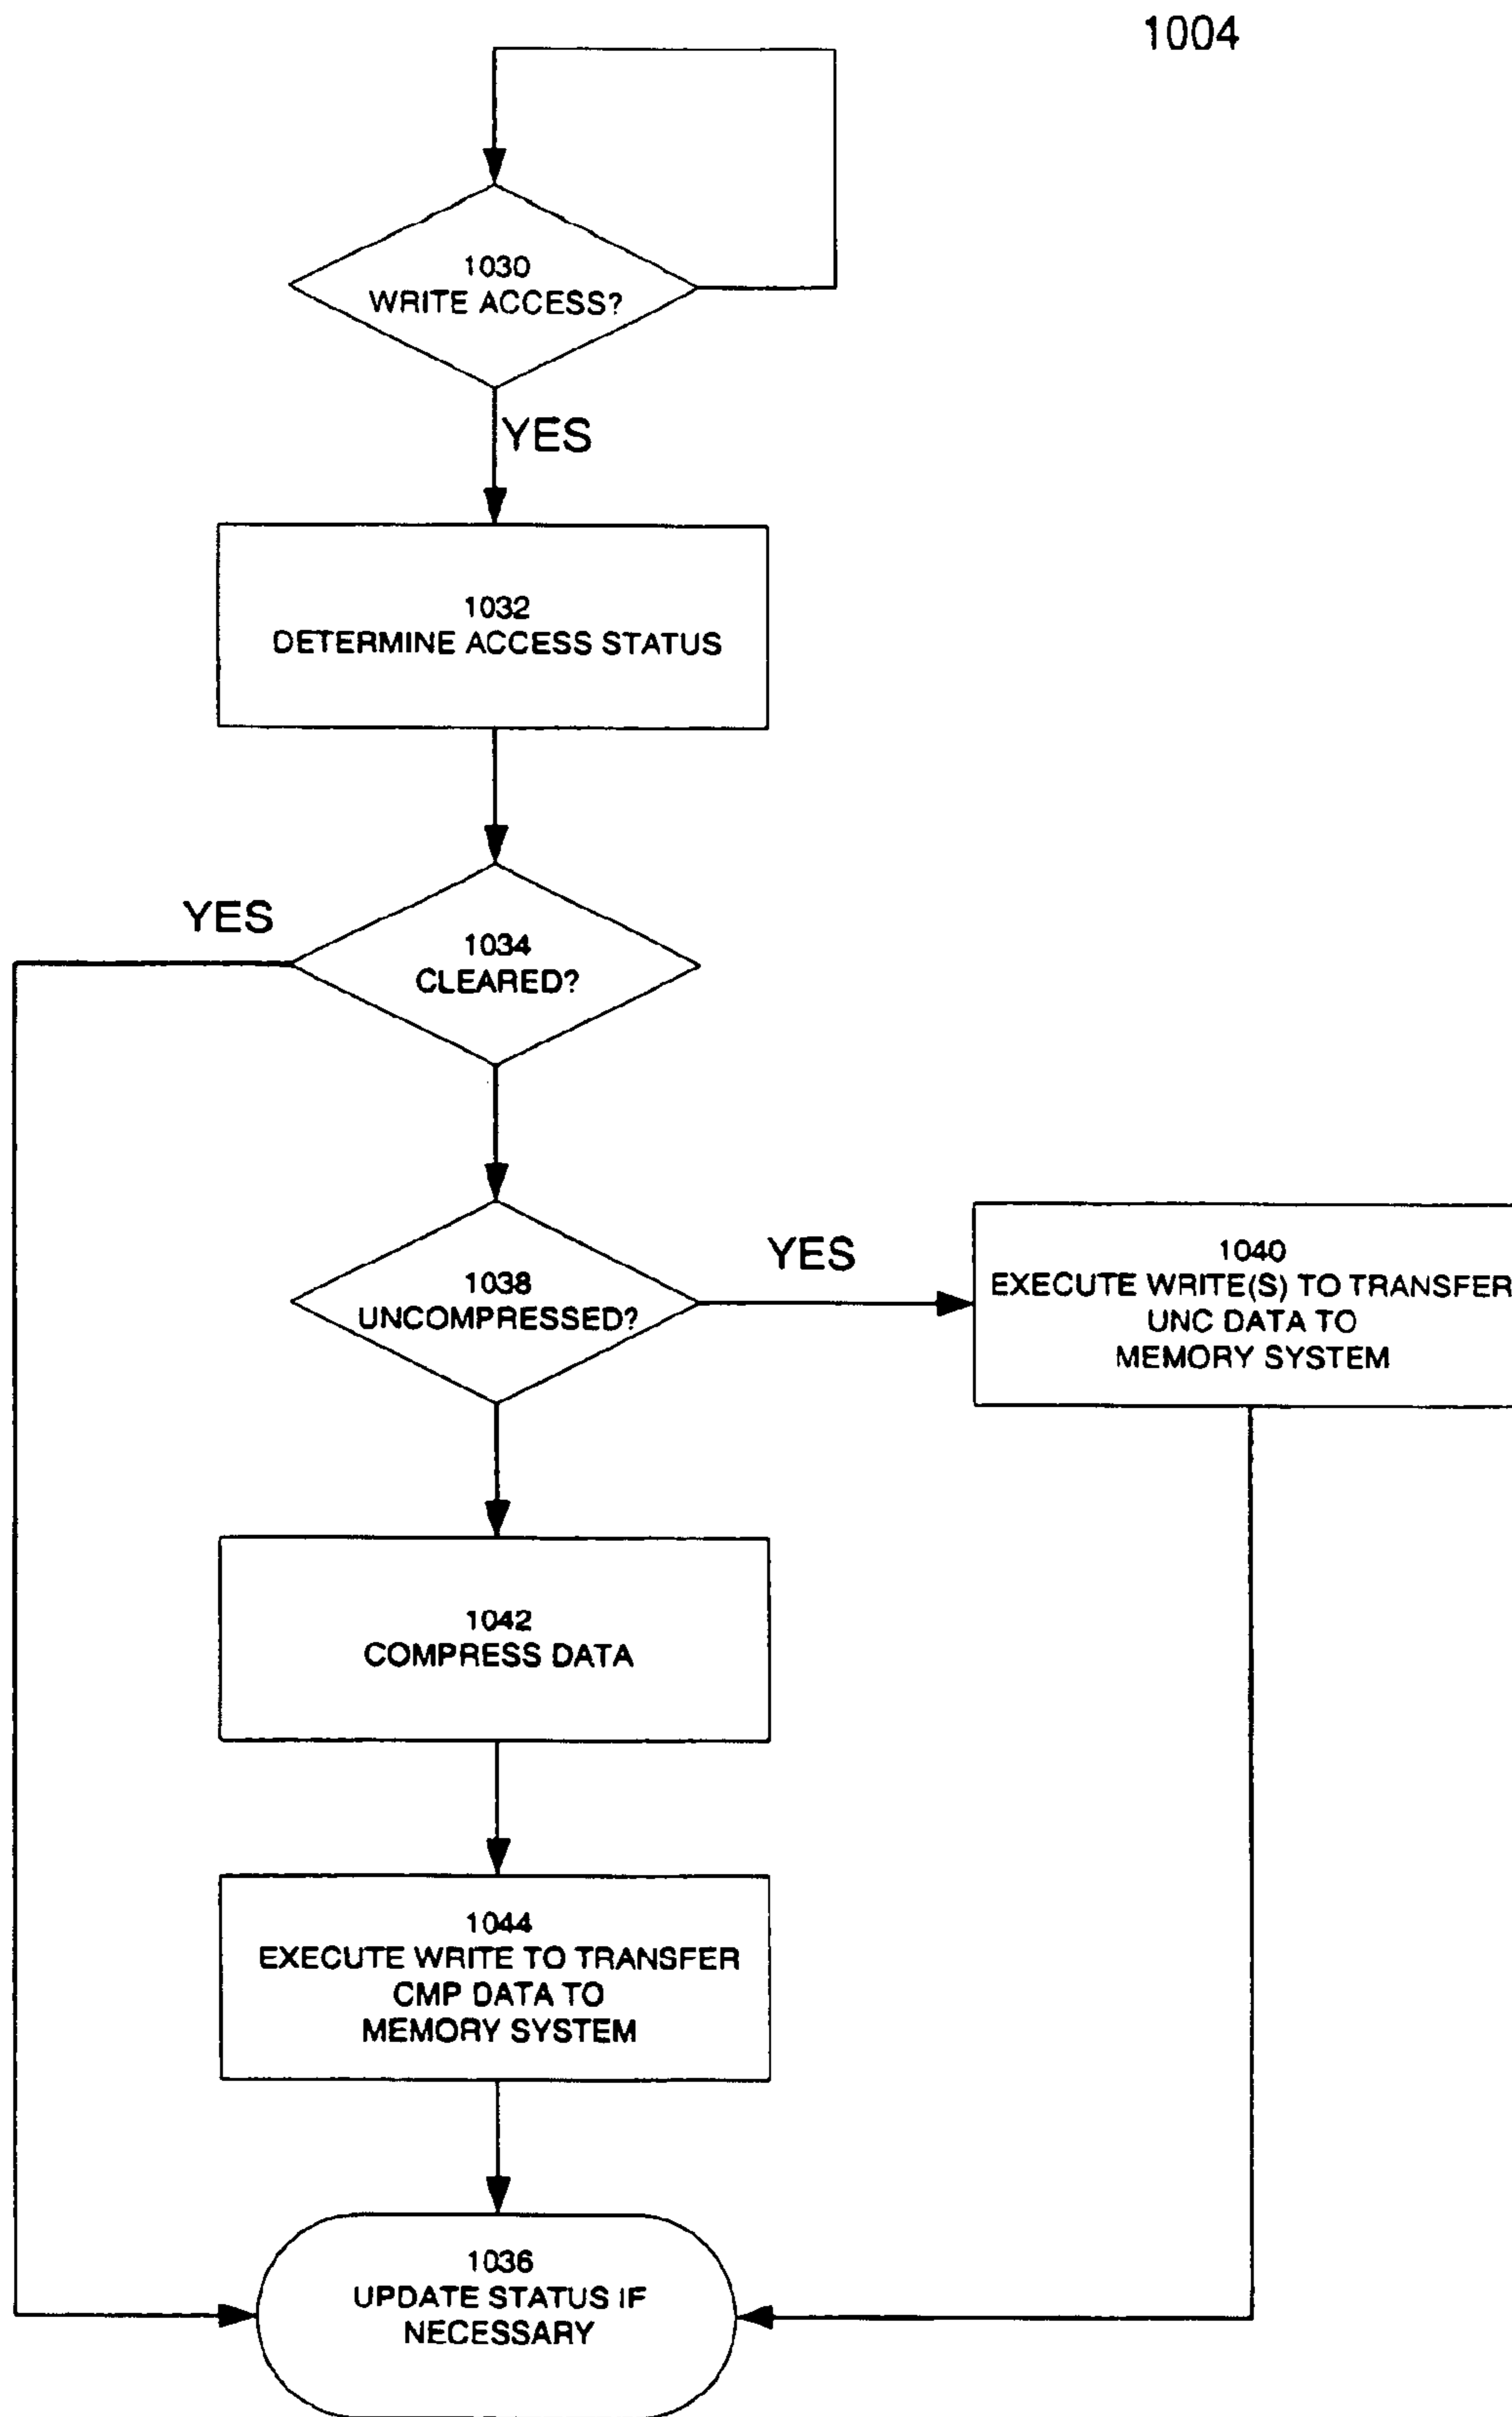 1004
1030
WRITE ACCESS?
YES
1032
DETERMINE ACCESS STATUS
YES
1034
CLEARED?
1038
UNCOMPRESSED?
YES
1040
EXECUTE WRITE(S) TO TRANSFER
UNC DATA TO
MEMORY SYSTEM
1042
COMPRESS DATA
1044
EXECUTE WRITE TO TRANSFER
CMP DATA TO
MEMORY SYSTEM
1036
UPDATE STATUS IF
NECESSARY